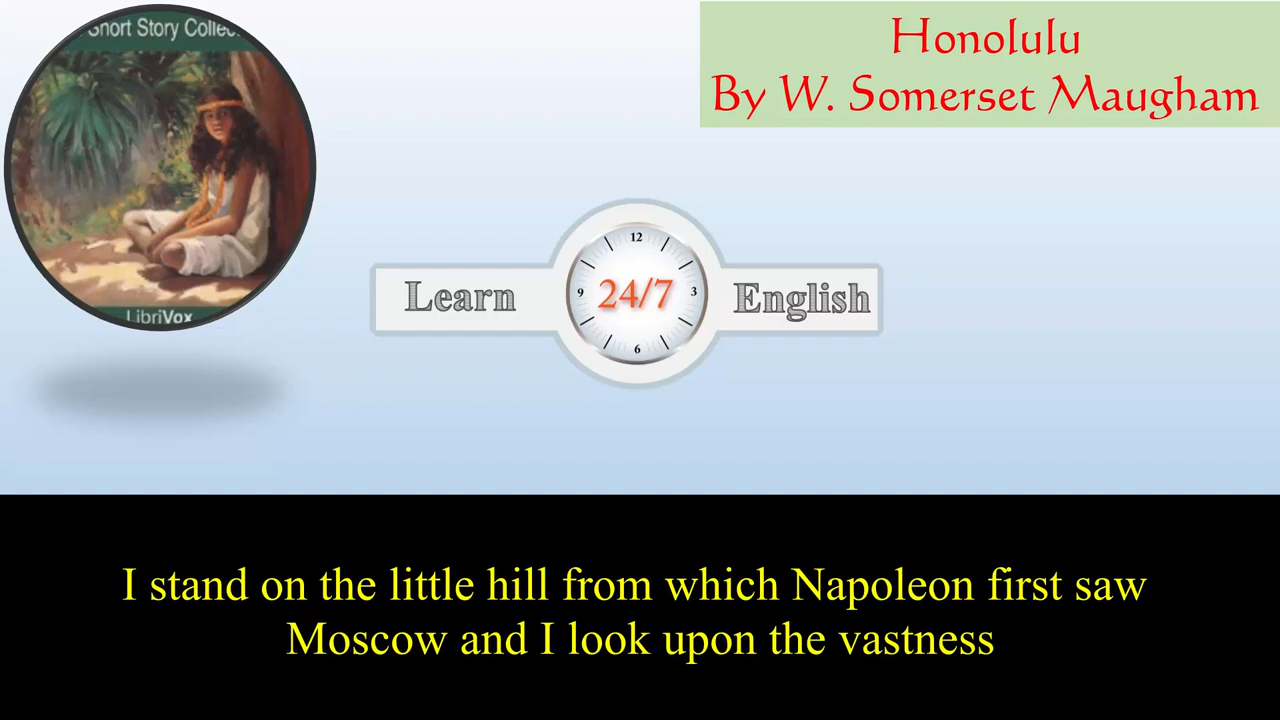 Short Story Collec
LibriVox
Honolulu
By W. Somerset Maugham
Learn
24/7
English
12
9
3
6
I stand on the little hill from which Napoleon first saw
Moscow and I look upon the vastness